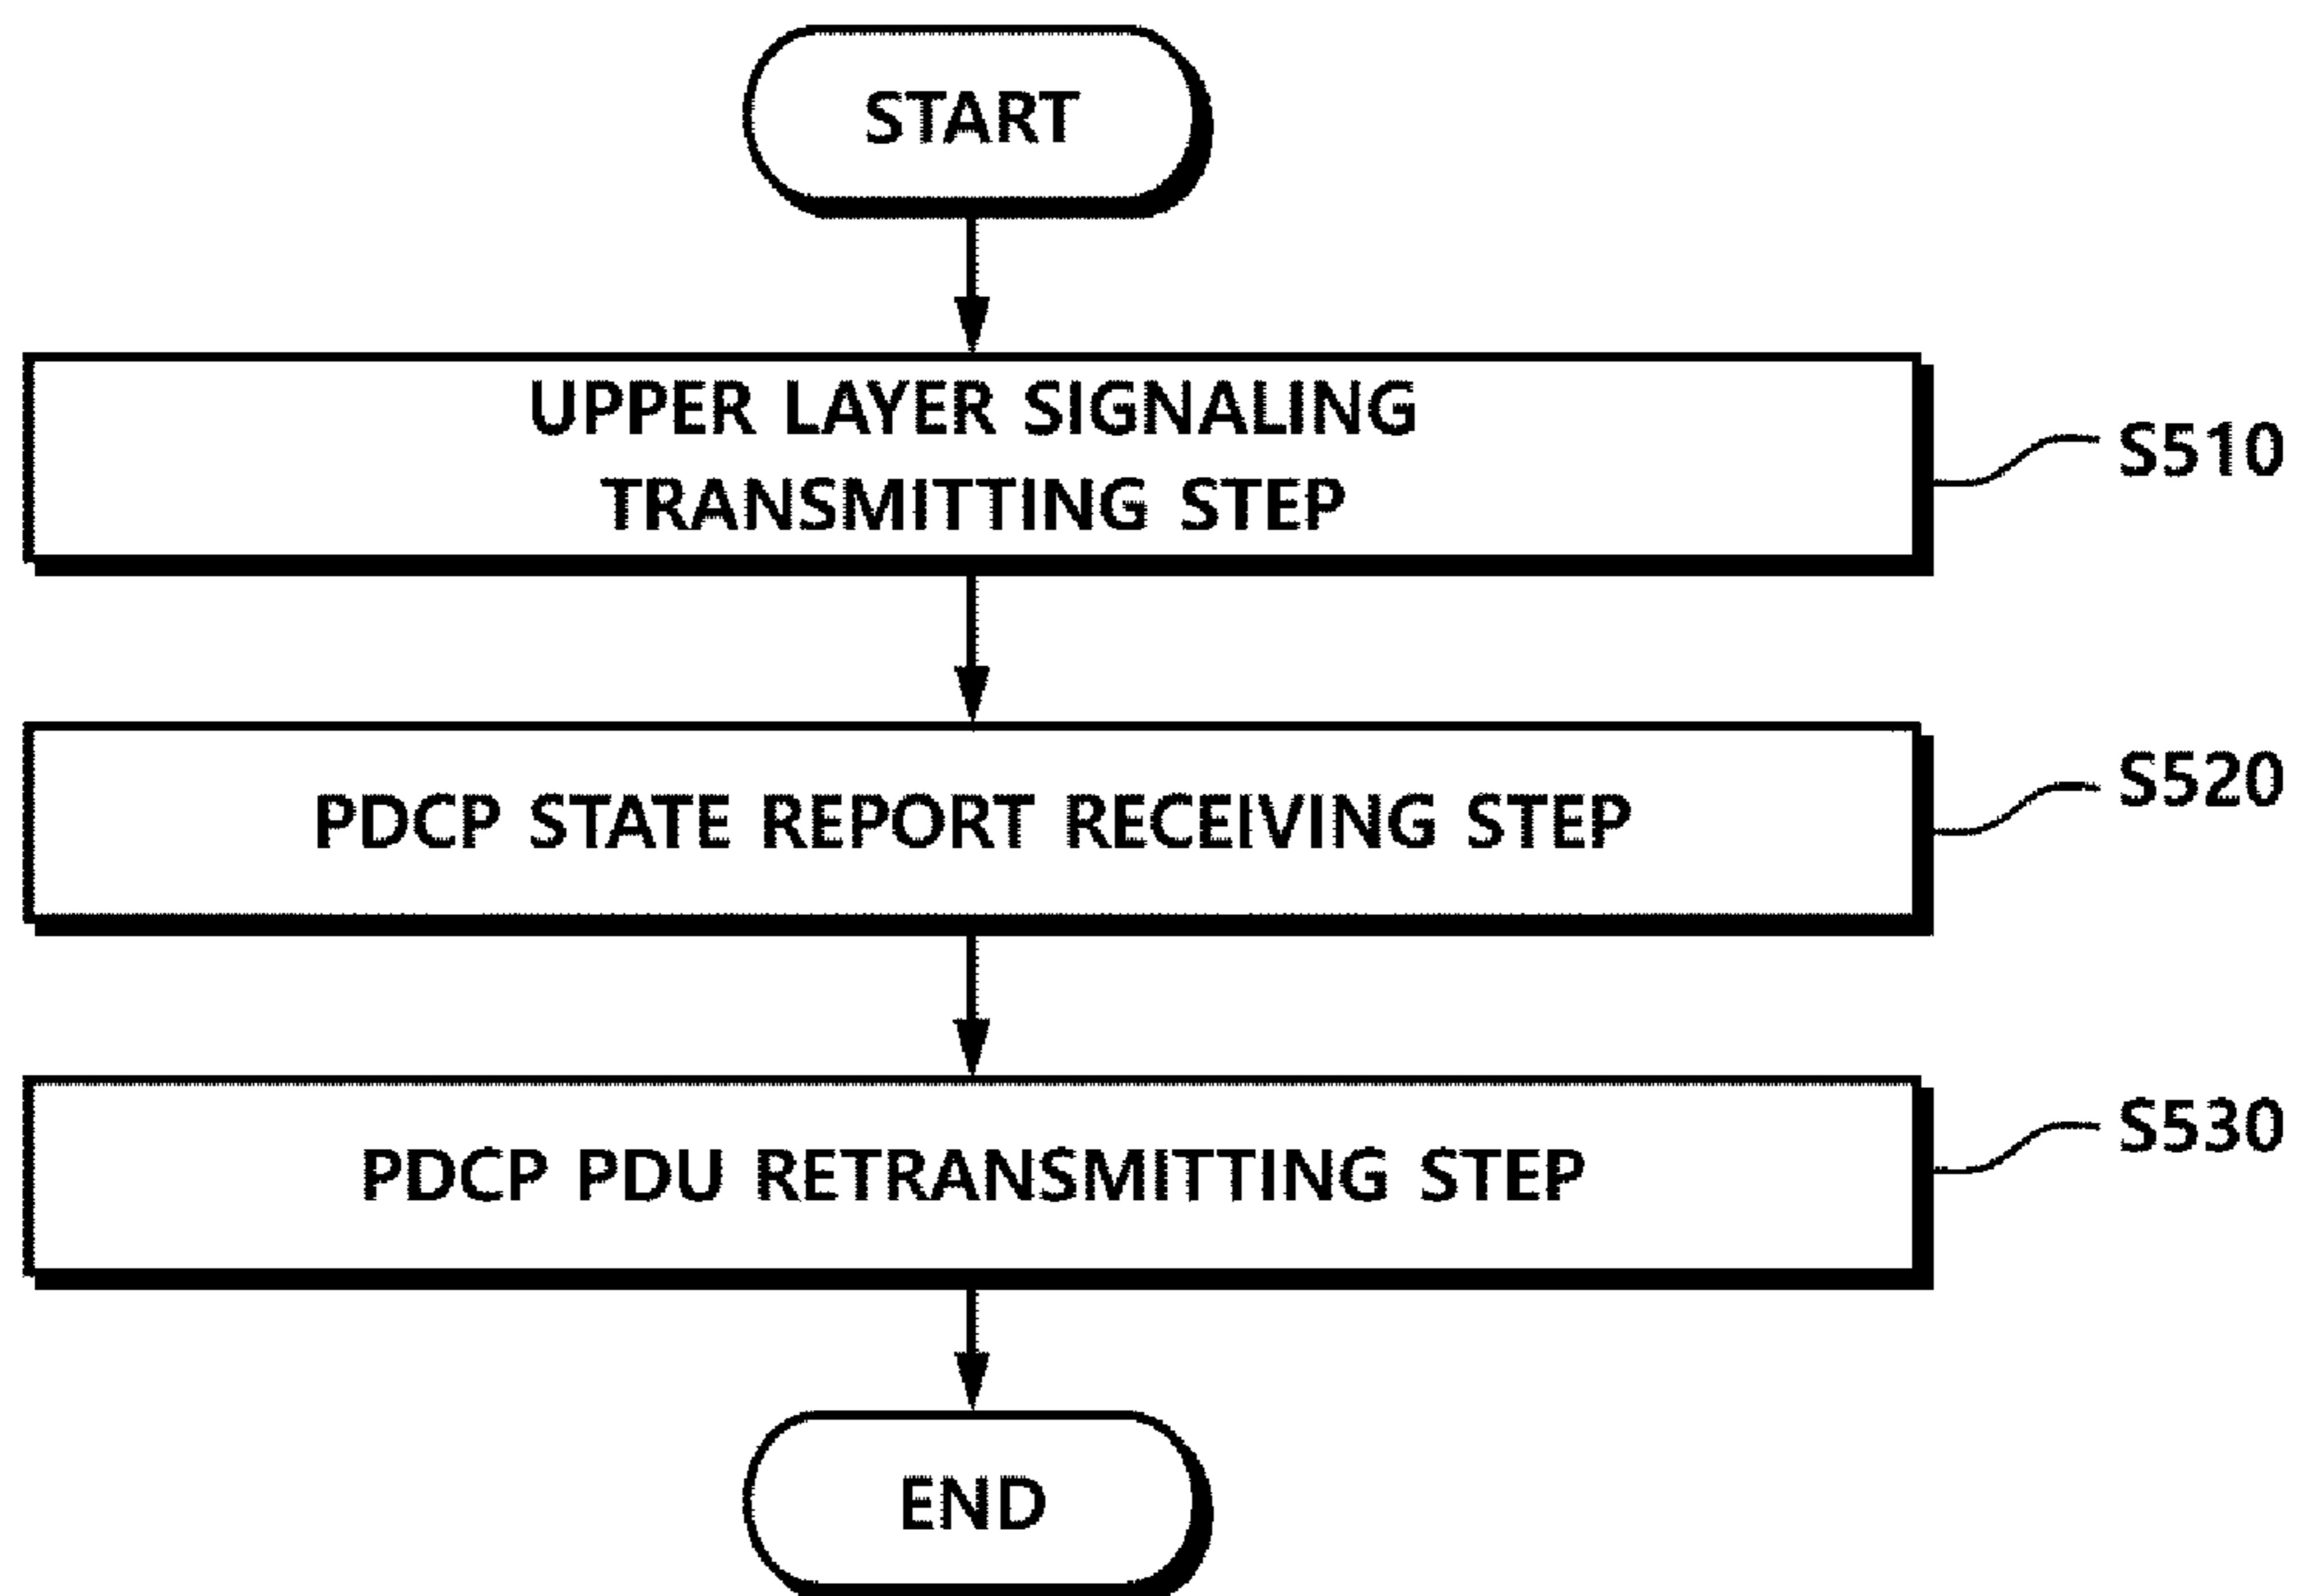 START
UPPER LAYER SIGNALING
TRANSMITTING STEP
S510
PDCP STATE REPORT RECEIVING STEP
S520
PDCP PDU RETRANSMITTING STEP
S530
END